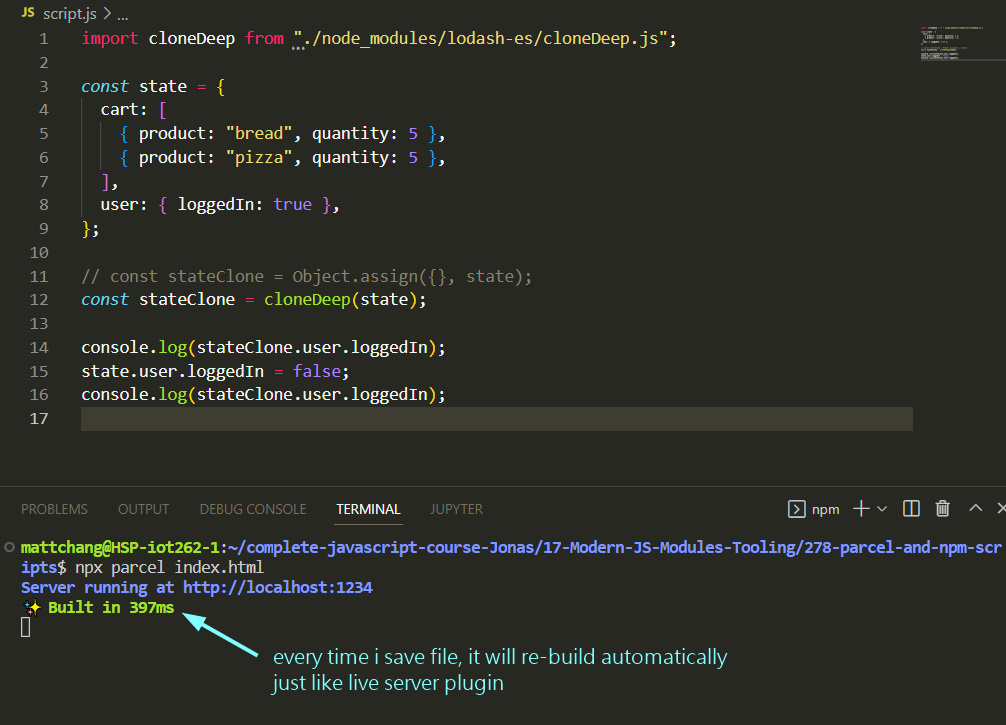 JS script.js > ...
1 import cloneDeep from "./node_modules/lodash-es/cloneDeep.js";
2
3 const state = {
4 cart: [
5 { product: "bread", quantity: 5 },
6 { product: "pizza", quantity: 5 },
7 ],
8 user: { loggedIn: true },
9 };
10
11 // const stateClone = Object.assign({}, state);
12 const stateClone = cloneDeep(state);
13
14 console.log(stateClone.user.loggedIn);
15 state.user.loggedIn = false;
16 console.log(stateClone.user.loggedIn);
17
PROBLEMS OUTPUT DEBUG CONSOLE TERMINAL JUPYTER npm
mattchang@HSP-iot262-1:~/complete-javascript-course-Jonas/17-Modern-JS-Modules-Tooling/278-parcel-and-npm-scr
ipts$ npx parcel index.html
Server running at http://localhost:1234
✨ Built in 397ms
every time i save file, it will re-build automatically
just like live server plugin